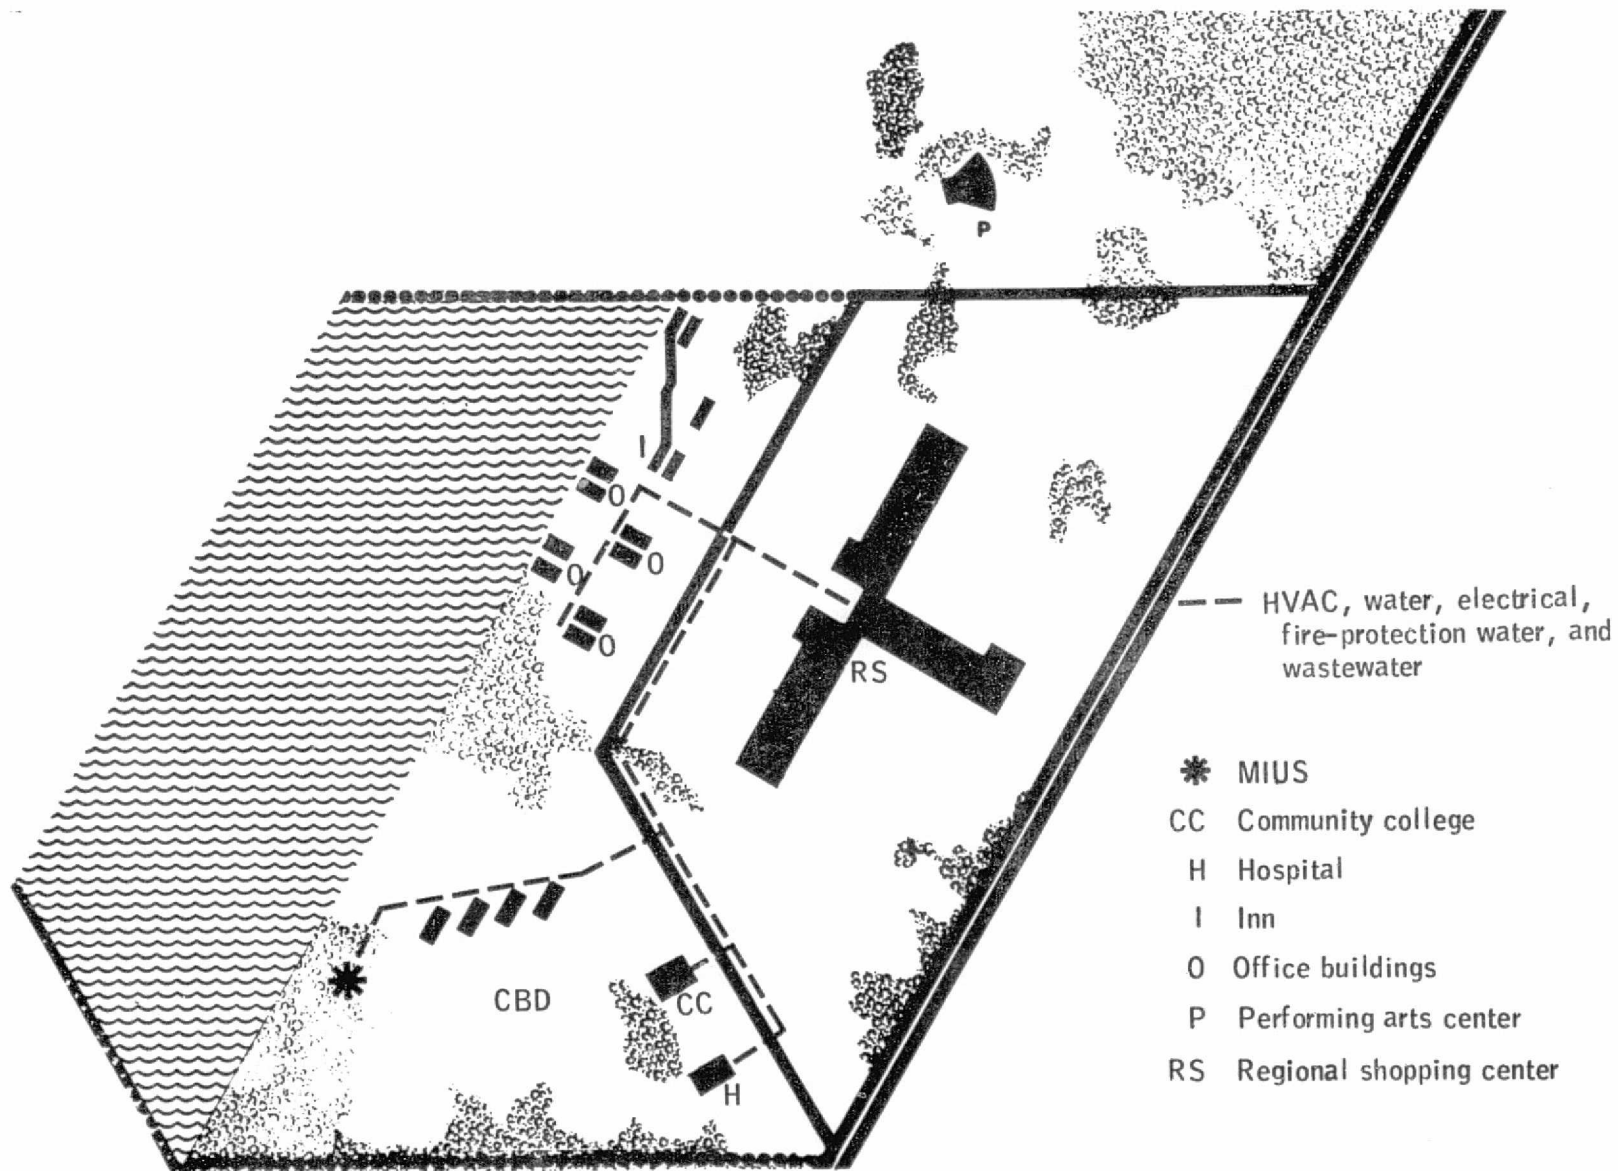 P
I
O
O
O
O
RS
HVAC, water, electrical,
fire-protection water, and
wastewater
MIUS
CC Community college
H Hospital
I Inn
O Office buildings
P Performing arts center
RS Regional shopping center
CBD
CC
H